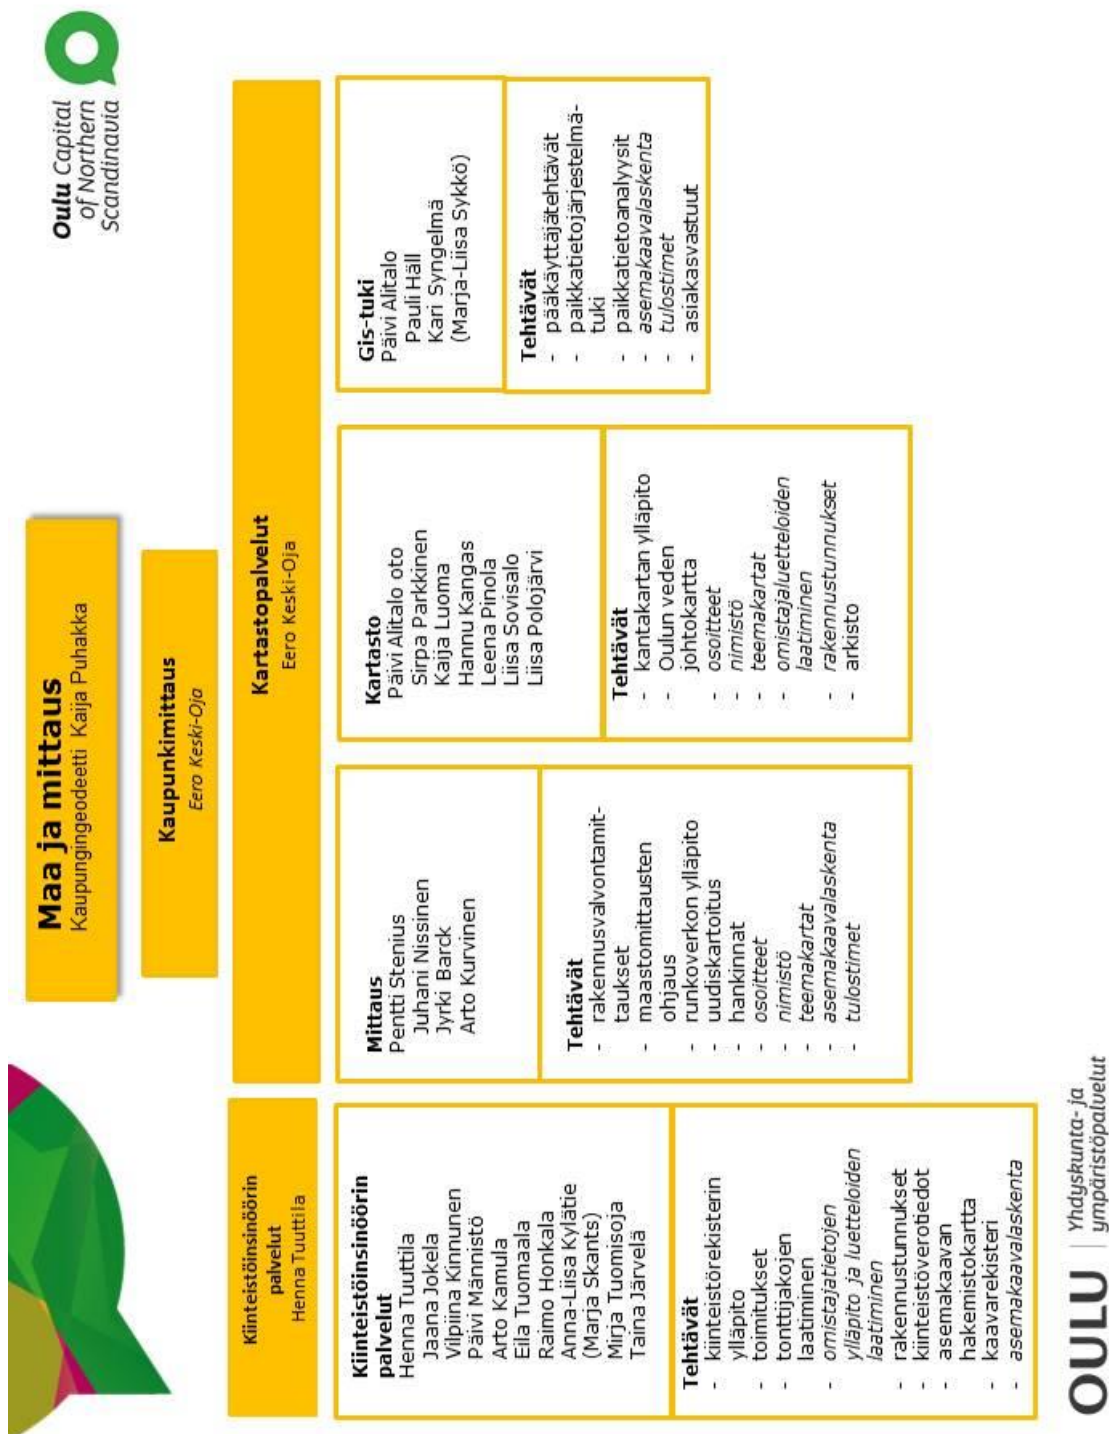 Oulu Capital
of Northern
Scandinavia
Maa ja mittaus
Kaupungingeodeetti Kaija Puhakka
Kaupunkimittaus
Eero Keski-Oja
Kiinteistöinsinöörin
palvelut
Henna Tuuttila
Kartastopalvelut
Eero Keski-Oja
Kiinteistöinsinöörin
palvelut
Henna Tuuttila
Jaana Jokela
Vilpiina Kinnunen
Päivi Männistö
Arto Kamula
Eila Tuomaala
Raimo Honkala
Anna-Liisa Kylätie
(Marja Skants)
Mirja Tuomisoja
Taina Järvelä
Tehtävät
- kiinteistörekisterin
ylläpito
- toimitukset
- tonttijakojen
laatiminen
- omistajatietojen
ylläpito ja luetteloiden
laatiminen
- rakennustunnukset
- kiinteistöverotiedot
- asemakaavan
hakemistokartta
- kaavarekisteri
- asemakaavalaskenta
Mittaus
Pentti Stenius
Juhani Nissinen
Jyrki Barck
Arto Kurvinen
Tehtävät
- rakennusvalvontamit-
taukset
- maastomittausten
ohjaus
- runkoverkon ylläpito
- uudiskartoitus
- hankinnat
- osoitteet
- nimistö
- teemakartat
- asemakaavalaskenta
- tulostimet
Kartasto
Päivi Alitalo oto
Sirpa Parkkinen
Kaija Luoma
Hannu Kangas
Leena Pinola
Liisa Sovisalo
Liisa Polojärvi
Tehtävät
- kantakartan ylläpito
- Oulun veden
johtokartta
- osoitteet
- nimistö
- teemakartat
- omistajaluetteloiden
laatiminen
- rakennustunnukset
- arkisto
Gis-tuki
Päivi Alitalo
Pauli Häll
Kari Syngelmä
(Marja-Liisa Sykkö)
Tehtävät
- pääkäyttäjätehtävät
- paikkatietojärjestelmä-
tuki
- paikkatietoanalyysit
- asemakaavalaskenta
- tulostimet
- asiakasvastuut
OULU | Yhdyskunta- ja
ympäristöpalvelut